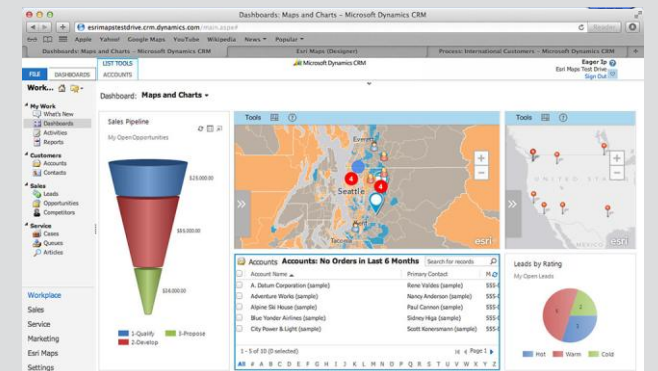 Dashboards: Maps and Charts – Microsoft Dynamics CRM
esrimapstestdrive.crm.dynamics.com/main.aspx#
Reader
Apple Yahoo! Google Maps YouTube Wikipedia News Popular
Dashboards: Maps and Charts – Microsoft Dynamics CRM
Esri Maps (Designer)
Process: International Customers – Microsoft Dynamics CRM
FILE
DASHBOARDS
LIST TOOLS
ACCOUNTS
Microsoft Dynamics CRM
Eager Ip
Esri Maps Test Drive
Sign Out
Work...
My Work
What's New
Dashboards
Activities
Reports
Customers
Accounts
Contacts
Sales
Leads
Opportunities
Competitors
Service
Cases
Queues
Articles
Workplace
Sales
Service
Marketing
Esri Maps
Settings
Dashboard: Maps and Charts
Sales Pipeline
My Open Opportunities
$25,000.00
1-Qualify
3-Propose
2-Develop
Tools
Everett
4
4
Seattle
Tacoma
esri
Tools
UNITED STATES
MEXICO
esri
Accounts Accounts: No Orders in Last 6 Months
Search for records
Account Name
Primary Contact
A. Datum Corporation (sample) Rene Valdes (sample)
Adventure Works (sample) Nancy Anderson (sample)
Alpine Ski House (sample) Paul Cannon (sample)
Blue Yonder Airlines (sample) Sidney Higa (sample)
City Power & Light (sample) Scott Konersmann (sample)
1 - 5 of 10 (0 selected)
Page 1
All # A B C D E F G H I J K L M N O P Q R S T U V W X Y Z
Leads by Rating
My Open Leads
2
Hot Warm Cold